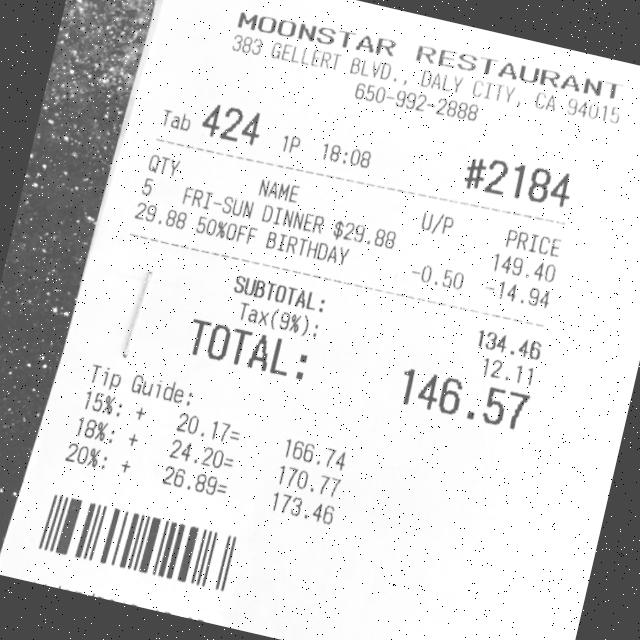 MOONSTAR RESTAURANT
383 GELLERT BLVD., DALY CITY, CA 94015
650-992-2888
Tab 424 1P 18:08 #2184
QTY NAME U/P PRICE
5 FRI-SUN DINNER $29.88 149.40
29.88 50%OFF BIRTHDAY -0.50 -14.94
SUBTOTAL: 134.46
Tax(9%): 12.11
TOTAL: 146.57
Tip Guide:
15%: + 20.17= 166.74
18%: + 24.20= 170.77
20%: + 26.89= 173.46